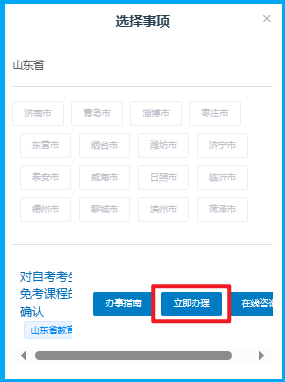 选择事项
×
山东省
济南市 青岛市 淄博市 枣庄市
东营市 烟台市 潍坊市 济宁市
泰安市 威海市 日照市 临沂市
德州市 聊城市 滨州市 菏泽市
对自考考生
免考课程的
确认
山东省教育
办事指南 立即办理 在线咨询